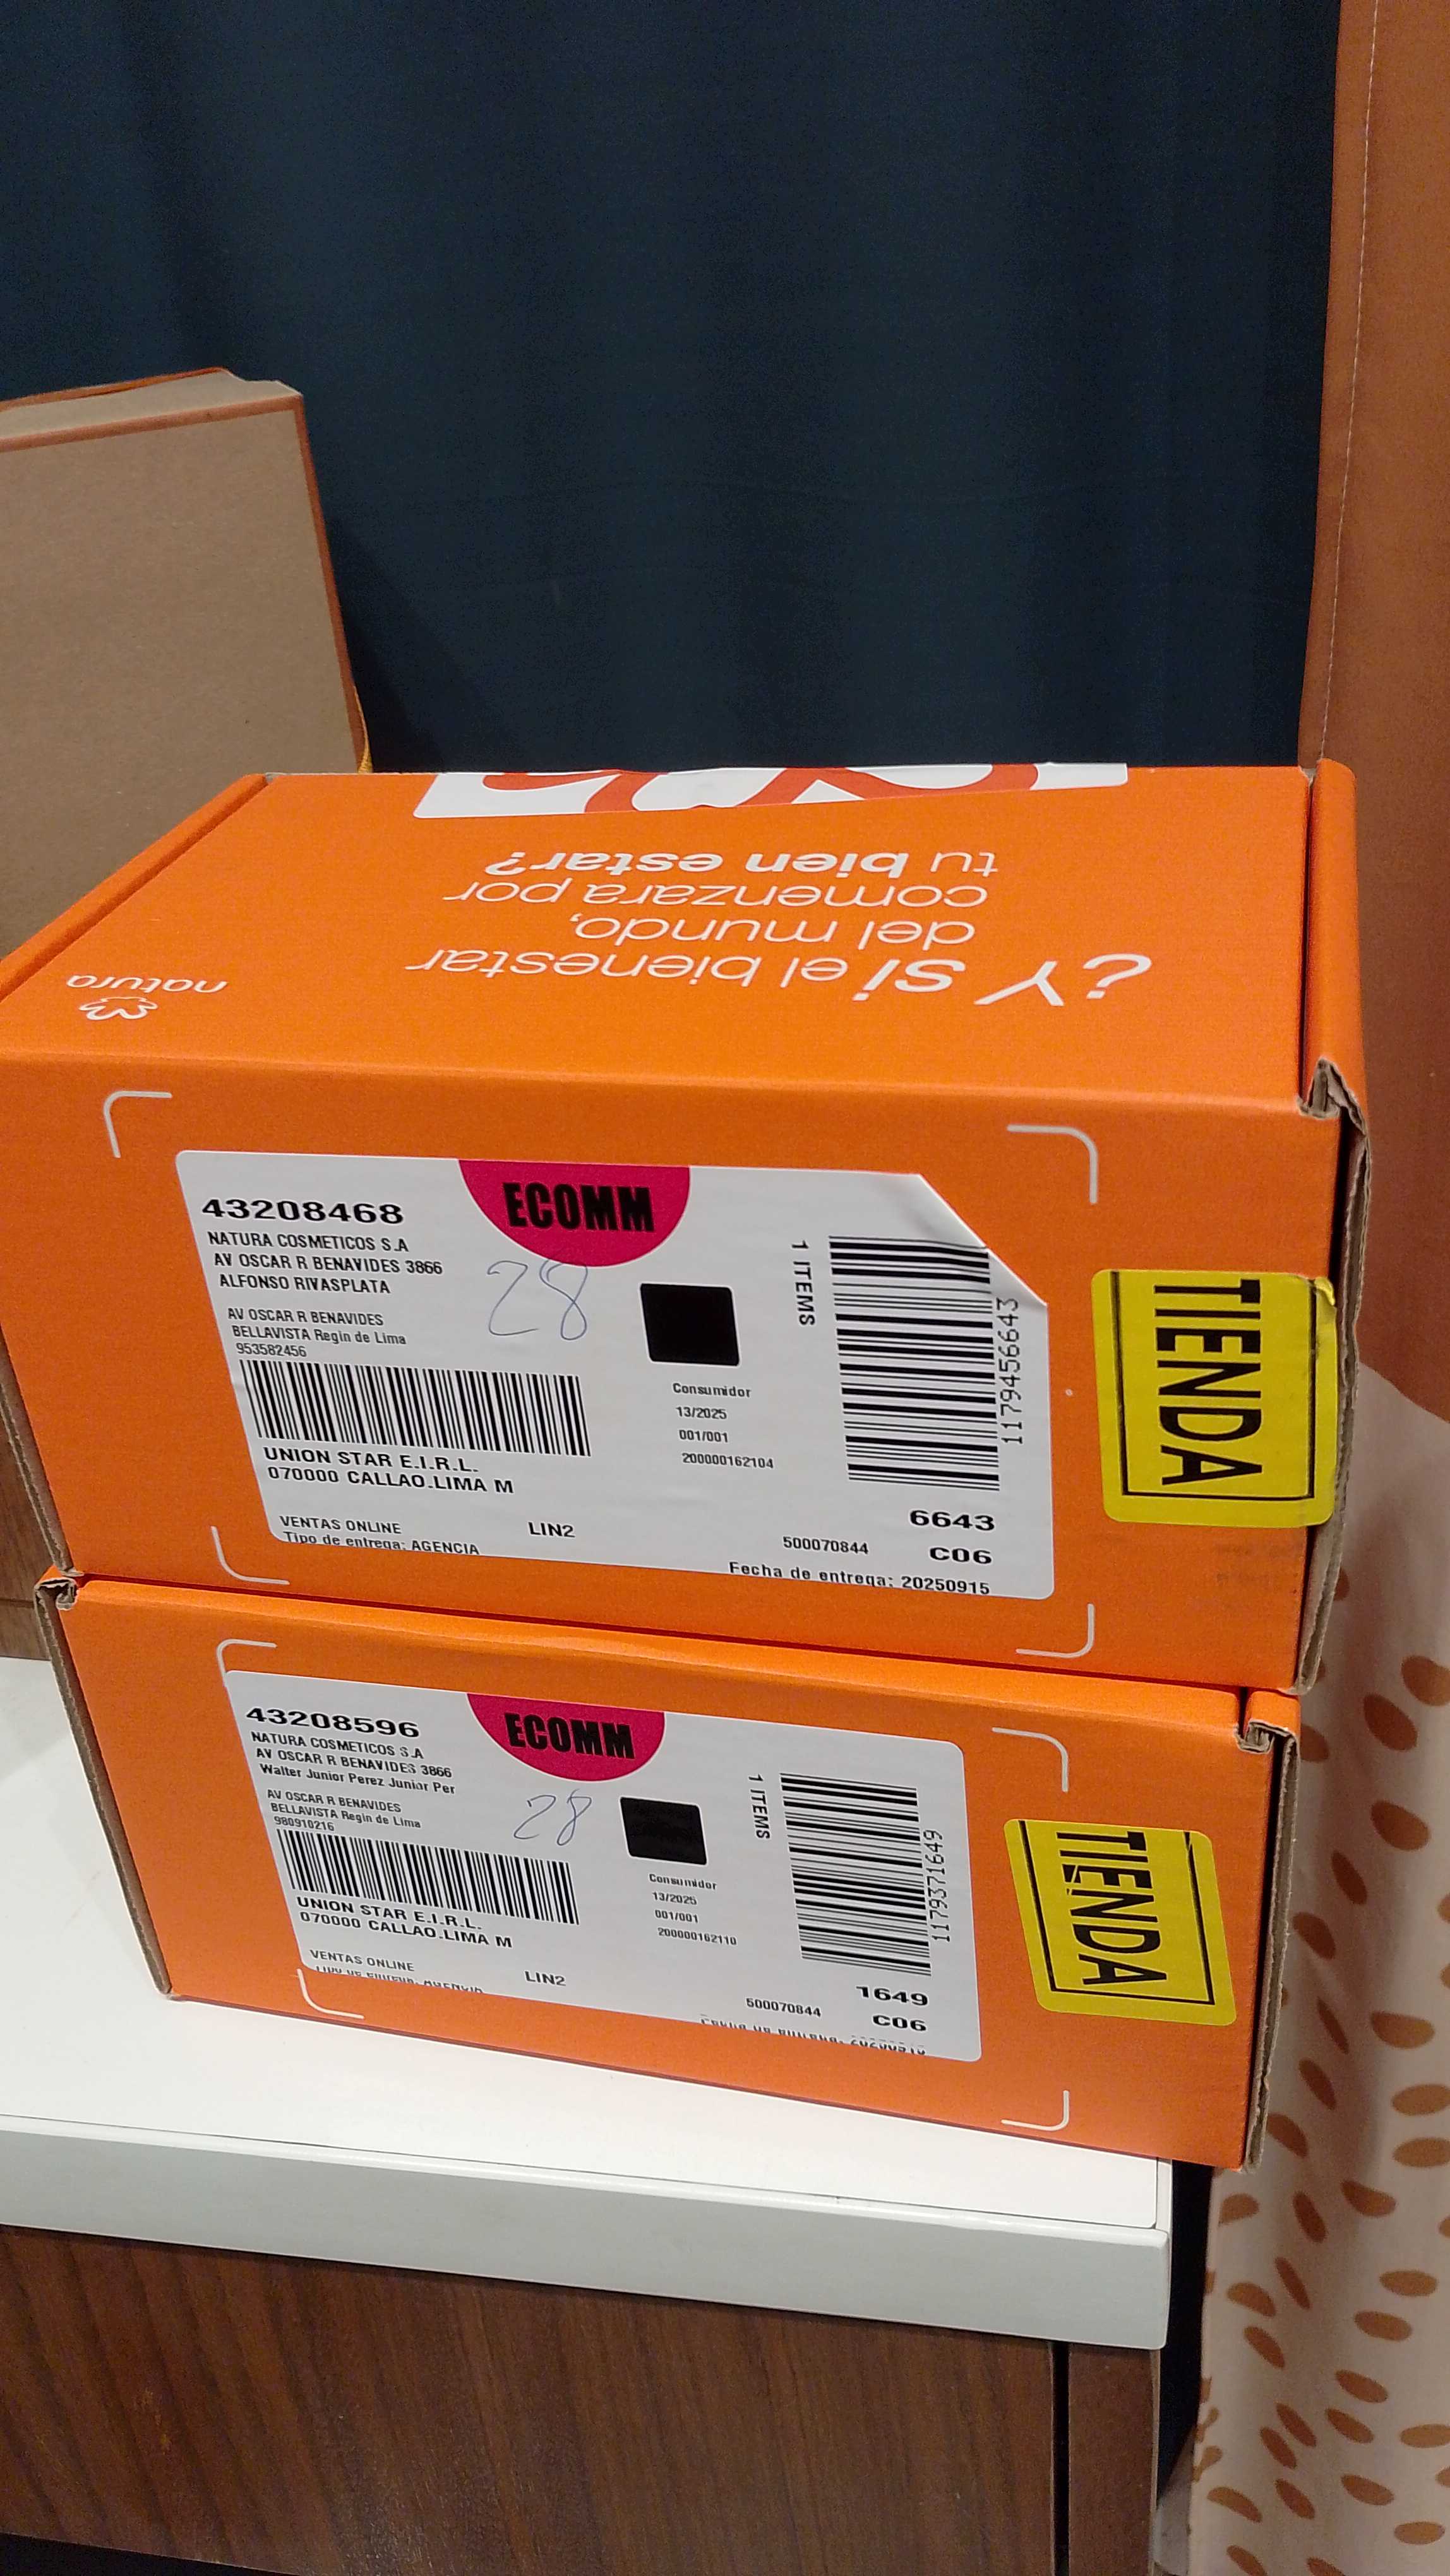 natura
¿Y si el bienestar
del mundo,
comenzara por
tu bien estar?
ECOMM
43208468
NATURA COSMETICOS S.A
AV OSCAR R BENAVIDES 3866
ALFONSO RIVASPLATA
28
AV OSCAR R BENAVIDES
BELLAVISTA Regin de Lima
953582456
UNION STAR E.I.R.L.
070000 CALLAO.LIMA M
VENTAS ONLINE
LIN2
Tipo de entrega: AGENCIA
Consumidor
13/2025
001/001
200000162104
1 ITEMS
1179456643
6643
500070844
C06
Fecha de entrega: 20250915
TIENDA
ECOMM
43208596
NATURA COSMETICOS S.A
AV OSCAR R BENAVIDES 3866
Walter Junior Perez Junior Per
28
AV OSCAR R BENAVIDES
BELLAVISTA Regin de Lima
980910216
UNION STAR E.I.R.L.
070000 CALLAO.LIMA M
VENTAS ONLINE
LIN2
Consumidor
13/2025
001/001
200000162110
1 ITEMS
1179371649
1649
500070844
C06
TIENDA